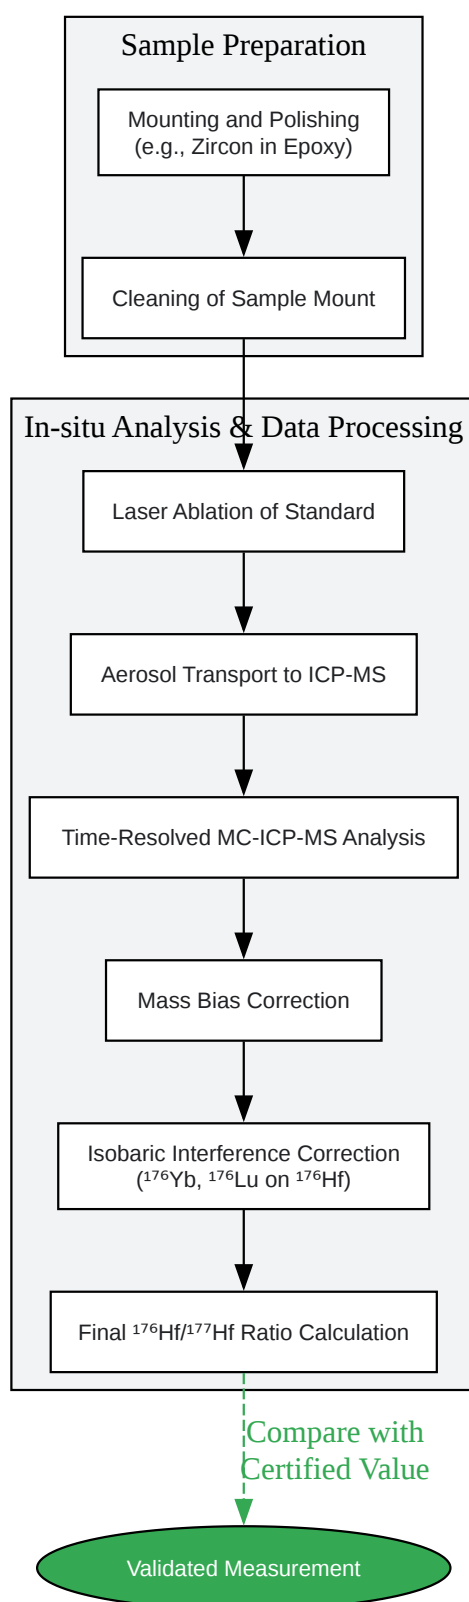 Sample Preparation
Mounting and Polishing
(e.g., Zircon in Epoxy)
Cleaning of Sample Mount
In-situ Analysis & Data Processing
Laser Ablation of Standard
Aerosol Transport to ICP-MS
Time-Resolved MC-ICP-MS Analysis
Mass Bias Correction
Isobaric Interference Correction
(¹⁷⁶Yb, ¹⁷⁶Lu on ¹⁷⁶Hf)
Final ¹⁷⁶Hf/¹⁷⁷Hf Ratio Calculation
Compare with
Certified Value
Validated Measurement